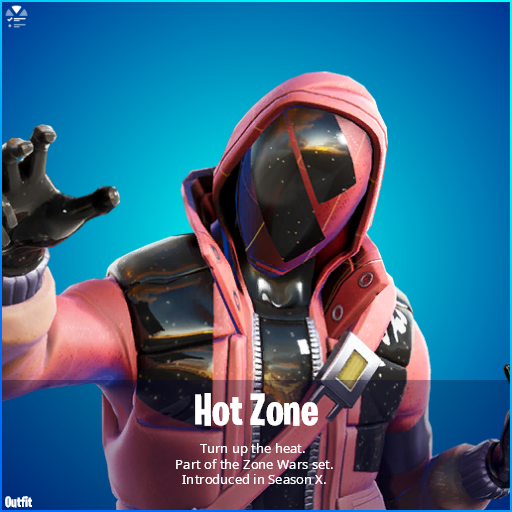 Hot Zone
Turn up the heat.
Part of the Zone Wars set.
Introduced in Season X.
Outfit